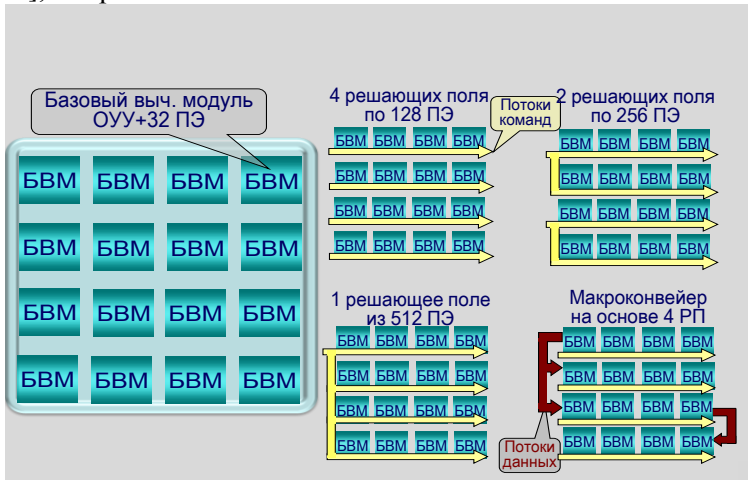 Базовый выч. модуль
ОУУ+32 ПЭ
БВМ БВМ БВМ БВМ
БВМ БВМ БВМ БВМ
БВМ БВМ БВМ БВМ
БВМ БВМ БВМ БВМ
4 решающих поля
по 128 ПЭ
Потоки
команд
БВМ БВМ БВМ БВМ
БВМ БВМ БВМ БВМ
БВМ БВМ БВМ БВМ
БВМ БВМ БВМ БВМ
2 решающих поля
по 256 ПЭ
БВМ БВМ БВМ БВМ
БВМ БВМ БВМ БВМ
БВМ БВМ БВМ БВМ
БВМ БВМ БВМ БВМ
1 решающее поле
из 512 ПЭ
БВМ БВМ БВМ БВМ
БВМ БВМ БВМ БВМ
БВМ БВМ БВМ БВМ
БВМ БВМ БВМ БВМ
Макроконвейер
на основе 4 РП
БВМ БВМ БВМ БВМ
БВМ БВМ БВМ БВМ
БВМ БВМ БВМ БВМ
БВМ БВМ БВМ БВМ
Потоки
данных